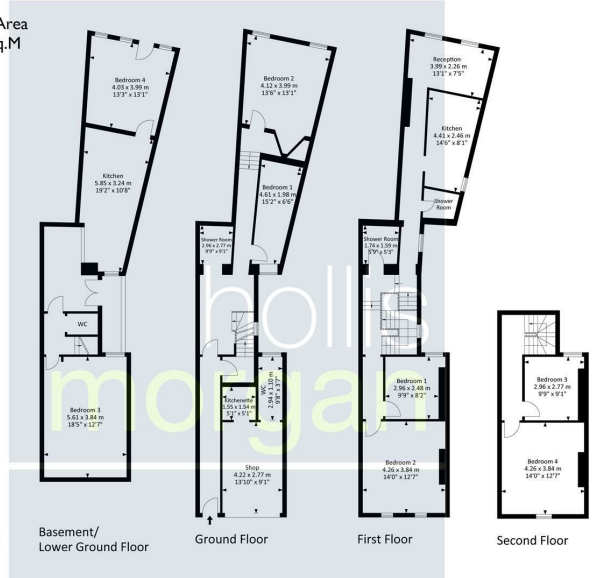 Area
q.M
Bedroom 4
4.03 x 3.99 m
13'3" x 13'1"
Kitchen
5.85 x 3.24 m
19'2" x 10'8"
WC
Bedroom 3
5.61 x 3.84 m
18'5" x 12'7"
Basement/
Lower Ground Floor
Bedroom 2
4.12 x 3.99 m
13'6" x 13'1"
Bedroom 1
4.61 x 1.98 m
15'2" x 6'6"
Shower Room
2.96 x 2.77 m
9'9" x 9'1"
WC
2.94 x 1.10 m
9'8" x 3'7"
Kitchenette
1.55 x 1.54 m
5'1" x 5'1"
Shop
4.22 x 2.77 m
13'10" x 9'1"
Ground Floor
Reception
3.99 x 2.26 m
13'1" x 7'5"
Kitchen
4.41 x 2.46 m
14'6" x 8'1"
Shower
Room
Shower Room
1.74 x 1.59 m
5'9" x 5'3"
Bedroom 1
2.96 x 2.48 m
9'9" x 8'2"
Bedroom 2
4.26 x 3.84 m
14'0" x 12'7"
First Floor
Bedroom 3
2.96 x 2.77 m
9'9" x 9'1"
Bedroom 4
4.26 x 3.84 m
14'0" x 12'7"
Second Floor
hollis
morgan